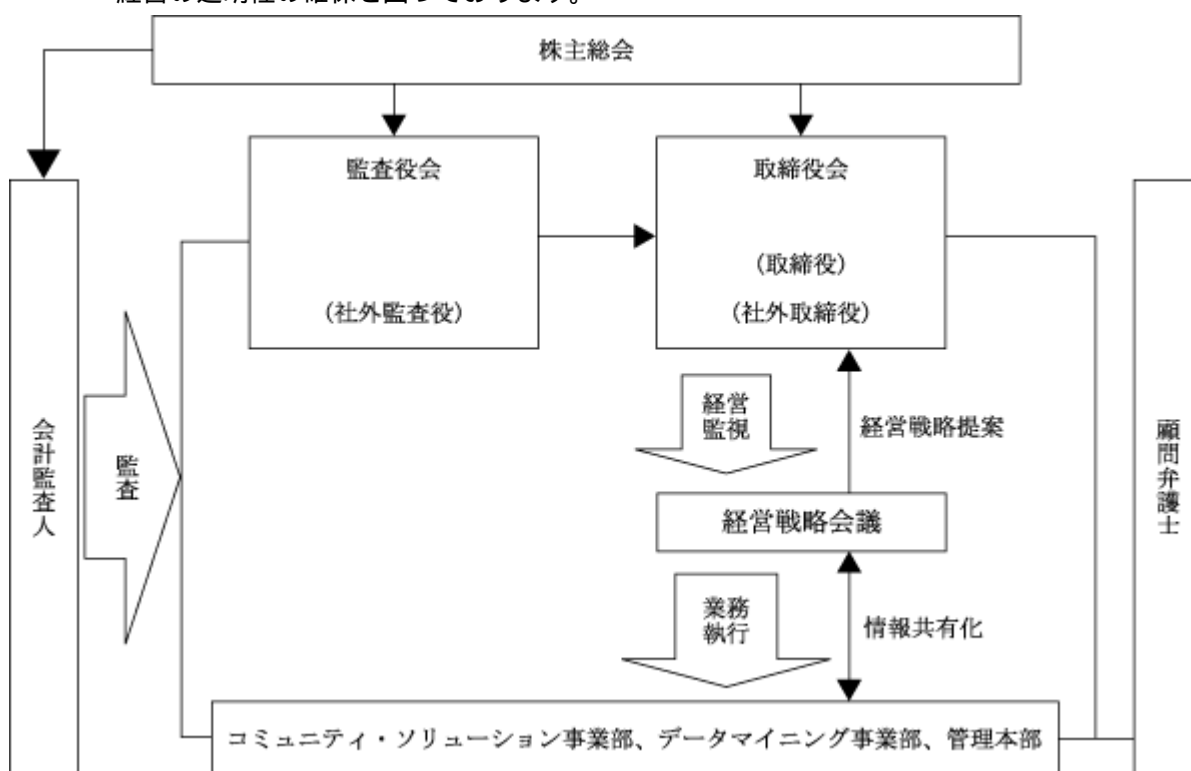 経営の透明性の確保を図っております。
株主総会
監査役会
(社外監査役)
取締役会
(取締役)
(社外取締役)
会計監査人
監査
経営
監視
経営戦略提案
経営戦略会議
業務
執行
情報共有化
顧問弁護士
コミュニティ・ソリューション事業部、データマイニング事業部、管理本部